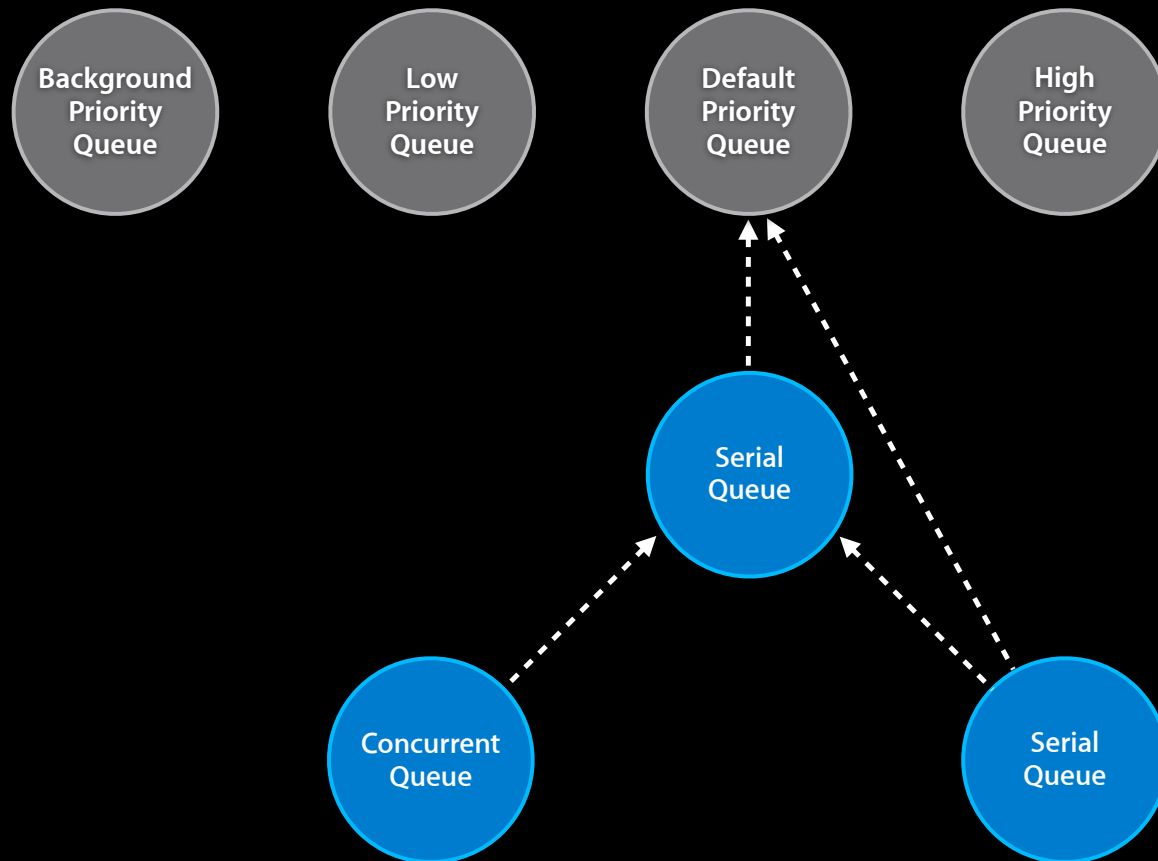 Background
Priority
Queue
Low
Priority
Queue
Default
Priority
Queue
High
Priority
Queue
Serial
Queue
Concurrent
Queue
Serial
Queue